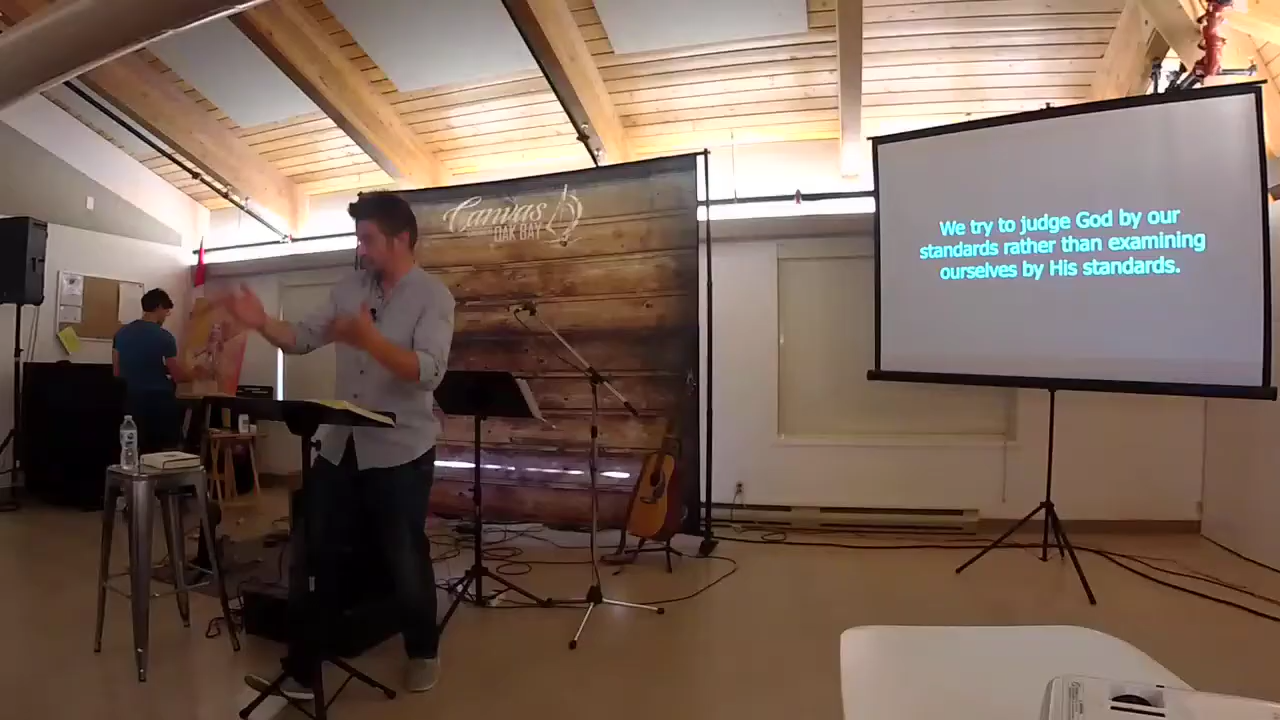 Canvas
OAK BAY
We try to judge God by our
standards rather than examining
ourselves by His standards.